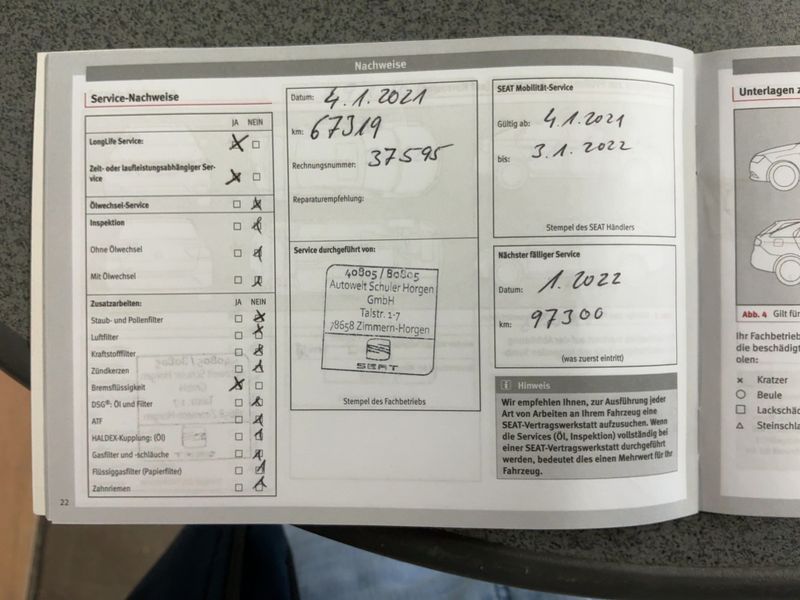 Nachweise
Service-Nachweise
JA NEIN
LongLife Service:
Zeit- oder laufleistungsabhängiger Ser-
vice
Ölwechsel-Service
Inspektion
Ohne Ölwechsel
Mit Ölwechsel
Zusatzarbeiten: JA NEIN
Staub- und Pollenfilter
Luftfilter
Kraftstofffilter
Zündkerzen
Bremsflüssigkeit
DSG®: Öl und Filter
ATF
HALDEX-Kupplung: (Öl)
Gasfilter und -schläuche
Flüssiggasfilter (Papierfilter)
Zahnriemen
22
Datum: 4.1.2021
km: 67319
Rechnungsnummer: 37595
Reparaturempfehlung:
Service durchgeführt von:
40805 / 80805
Autowelt Schuler Horgen
GmbH
Talstr. 1-7
78658 Zimmern-Horgen
SEAT
Stempel des Fachbetriebs
SEAT Mobilität-Service
Gültig ab: 4.1.2021
bis: 3.1.2022
Stempel des SEAT Händlers
Nächster fälliger Service
Datum: 1.2022
km: 97300
(was zuerst eintritt)
Hinweis
Wir empfehlen Ihnen, zur Ausführung jeder
Art von Arbeiten an Ihrem Fahrzeug eine
SEAT-Vertragswerkstatt aufzusuchen. Wenn
die Services (Öl, Inspektion) vollständig bei
einer SEAT-Vertragswerkstatt durchgeführt
werden, bedeutet dies einen Mehrwert für Ihr
Fahrzeug.
Unterlagen z
Abb. 4 Gilt für
Ihr Fachbetrieb
die beschädigt
olen:
Kratzer
Beule
Lackschäd
Steinschla